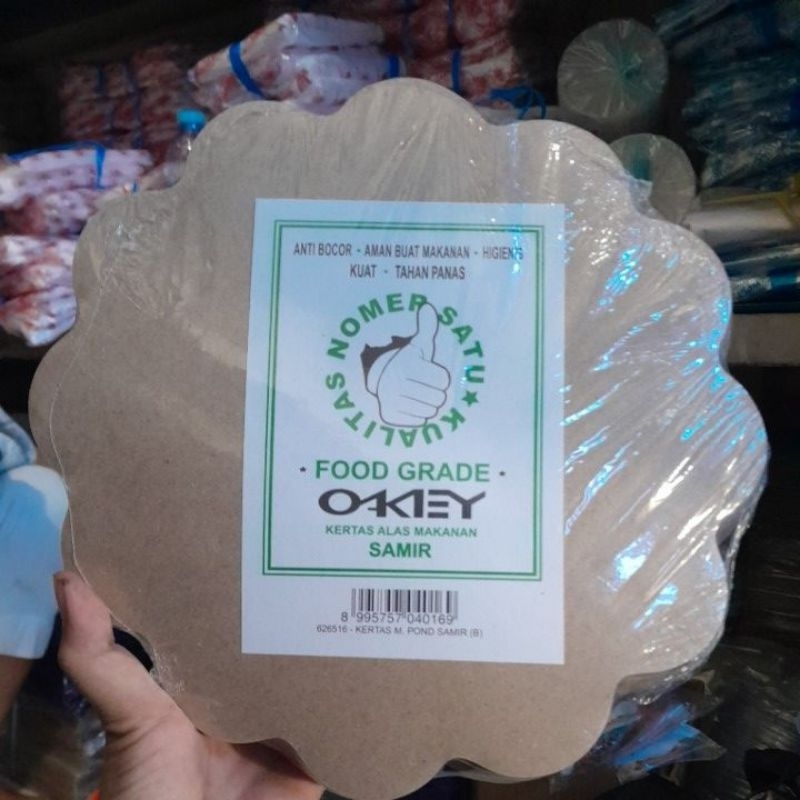 ANTI BOCOR - AMAN BUAT MAKANAN - HIGIENIS
KUAT - TAHAN PANAS
KUALITAS NOMER SATU ★
• FOOD GRADE •
OAKLEY
KERTAS ALAS MAKANAN
SAMIR
8 995757 040169
626516 - KERTAS M. POND SAMIR (B)